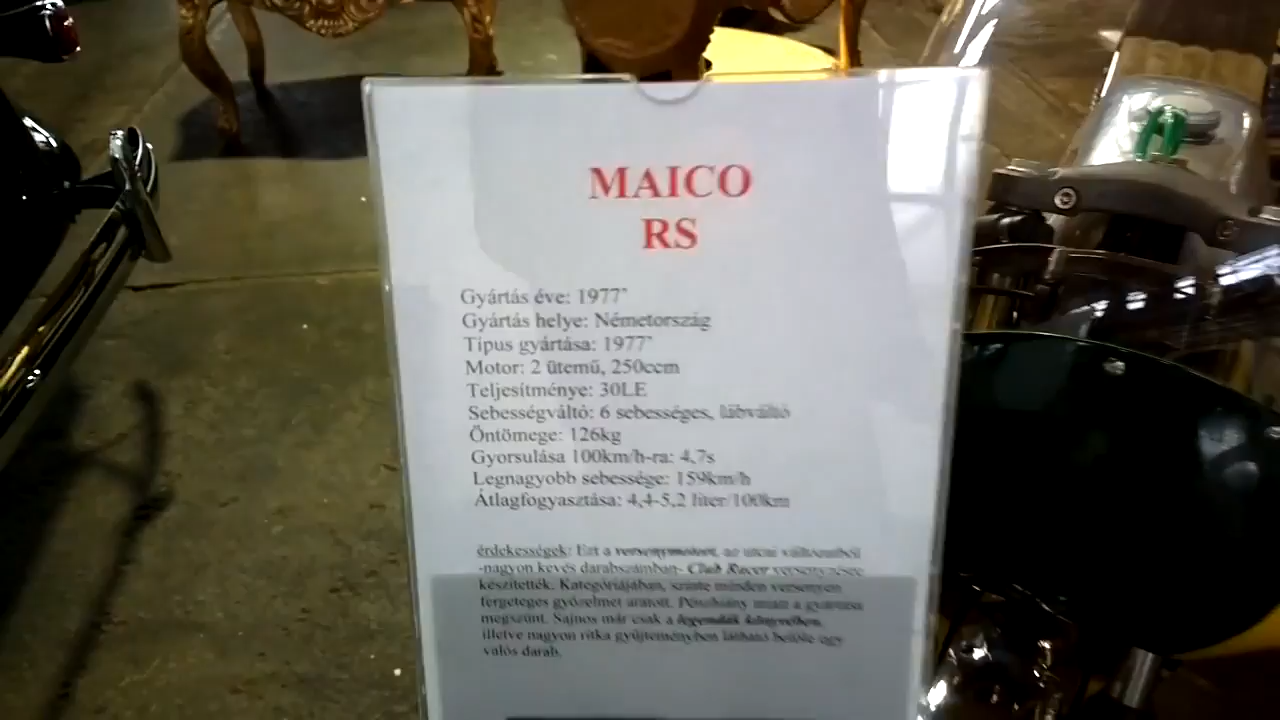 MAICO
RS
Gyártás éve: 1977'
Gyártás helye: Németország
Típus gyártása: 1977'
Motor: 2 ütemű, 250ccm
Teljesítménye: 30LE
Sebességváltó: 6 sebességes, lábváltó
Öntömege: 126kg
Gyorsulása 100km/h-ra: 4,7s
Legnagyobb sebessége: 159km/h
Átlagfogyasztása: 4,4-5,2 liter/100km
érdekességek: Ezt a versenymotort, az utcai változatból
-nagyon kevés darabszámban- Club Racer versenyzésre
készítették. Kategóriájában, szinte minden versenyen
fergeteges győzelmet aratott. Pénzhiány miatt a gyártása
megszűnt. Sajnos már csak a legendák könyvében,
illetve nagyon ritka gyűjteményben látható belőle egy
valós darab.